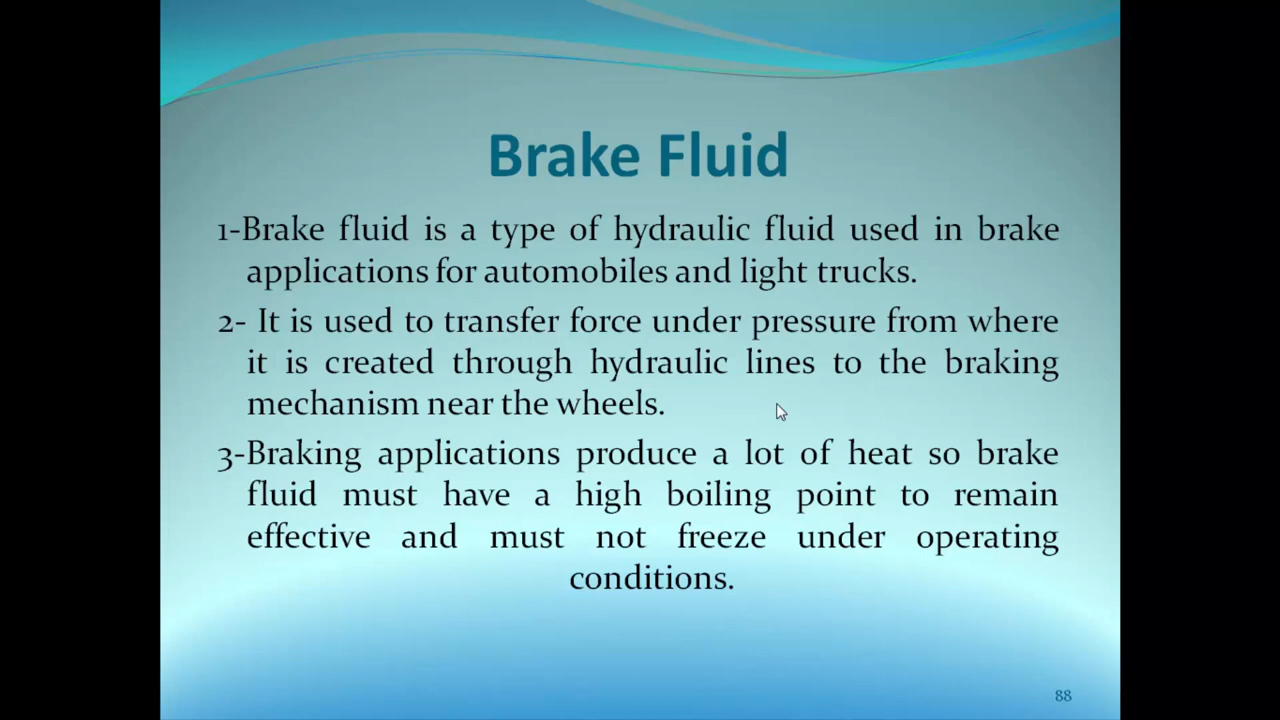 Brake Fluid
1-Brake fluid is a type of hydraulic fluid used in brake
applications for automobiles and light trucks.
2- It is used to transfer force under pressure from where
it is created through hydraulic lines to the braking
mechanism near the wheels.
3-Braking applications produce a lot of heat so brake
fluid must have a high boiling point to remain
effective and must not freeze under operating
conditions.
88